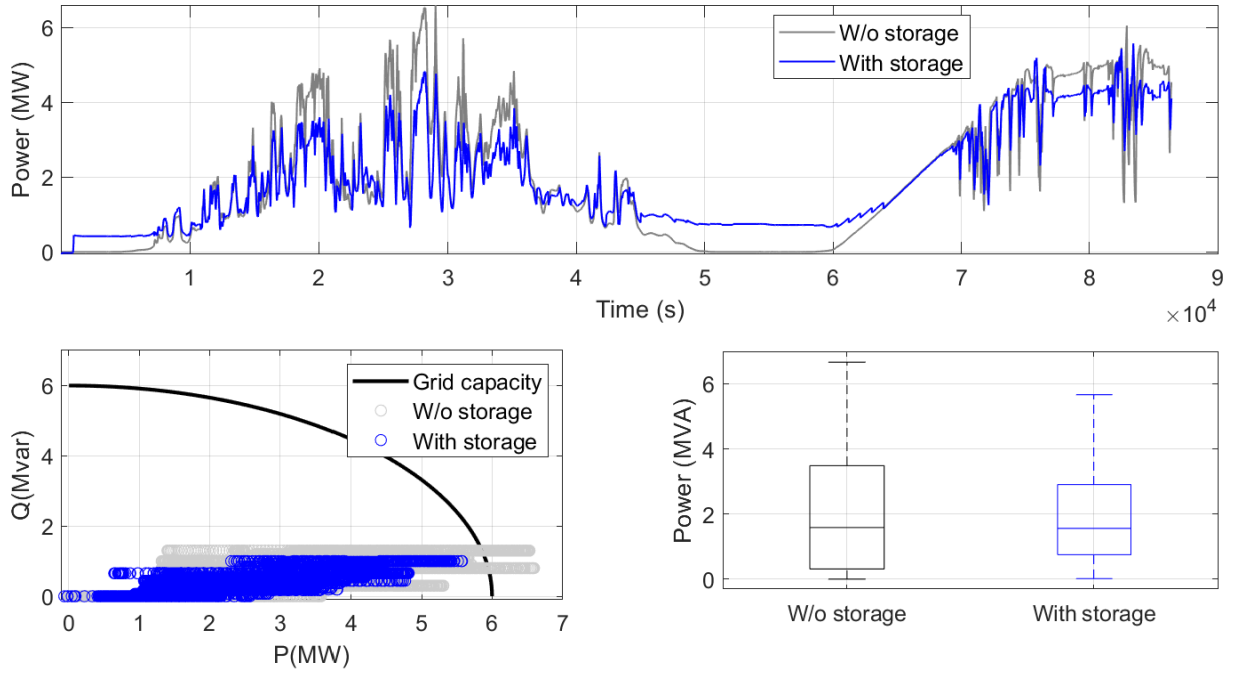 6
4
2
0
Power (MW)
W/o storage
With storage
1 2 3 4 5 6 7 8 9
Time (s)
×10⁴
6
4
2
0
Q(Mvar)
Grid capacity
W/o storage
With storage
0 1 2 3 4 5 6 7
P(MW)
6
4
2
0
Power (MVA)
W/o storage With storage